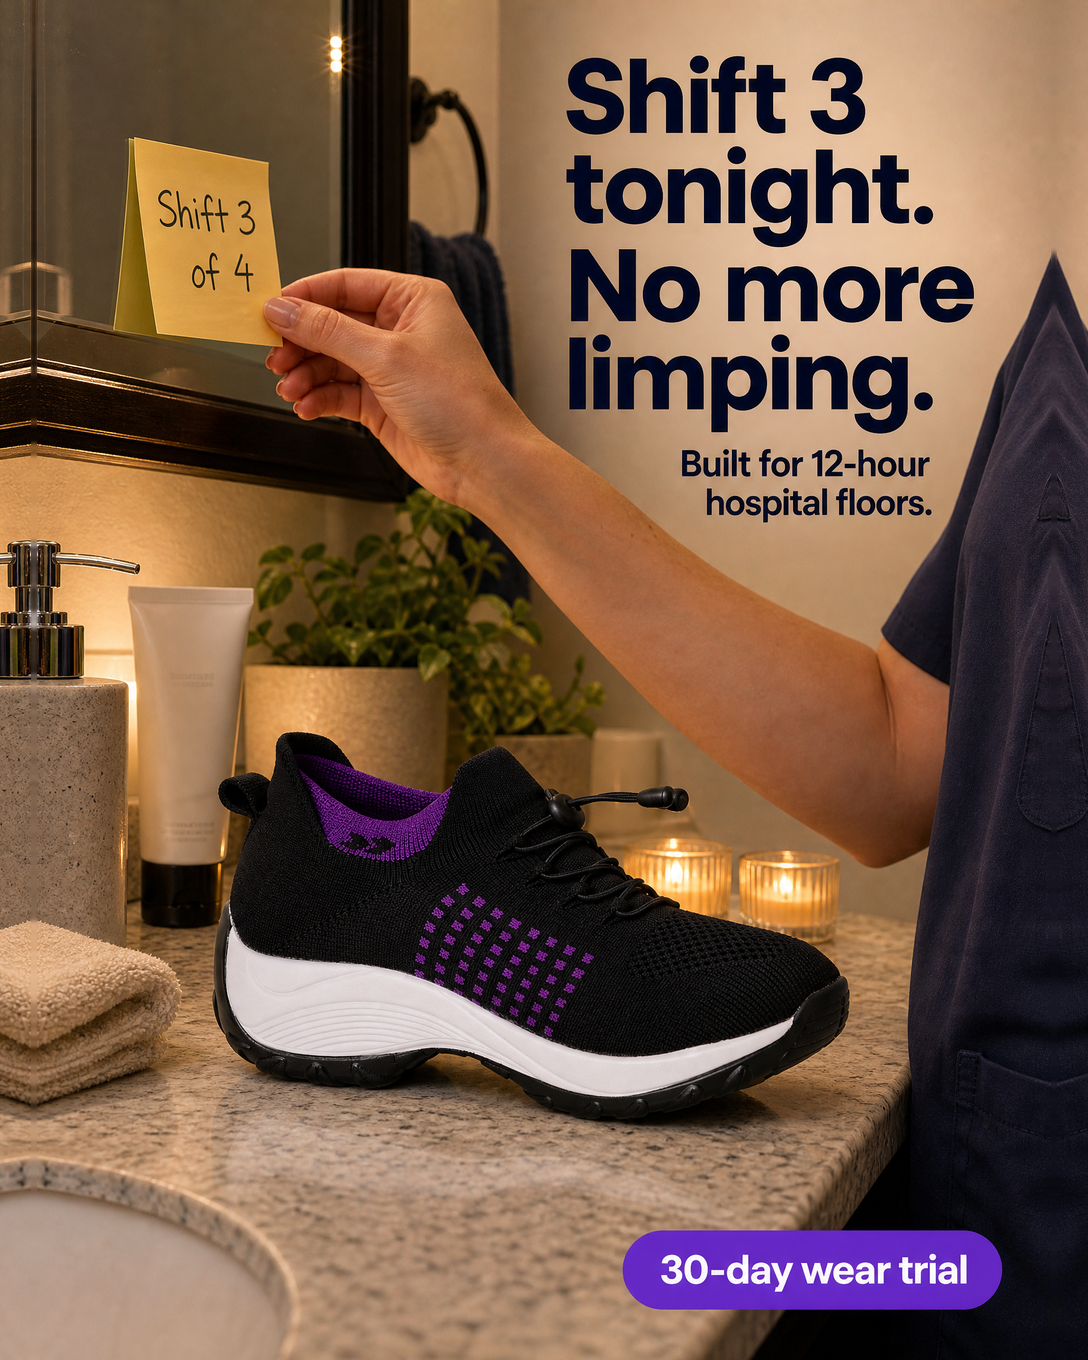 Shift 3
of 4
Shift 3
tonight.
No more
limping.
Built for 12-hour
hospital floors.
30-day wear trial